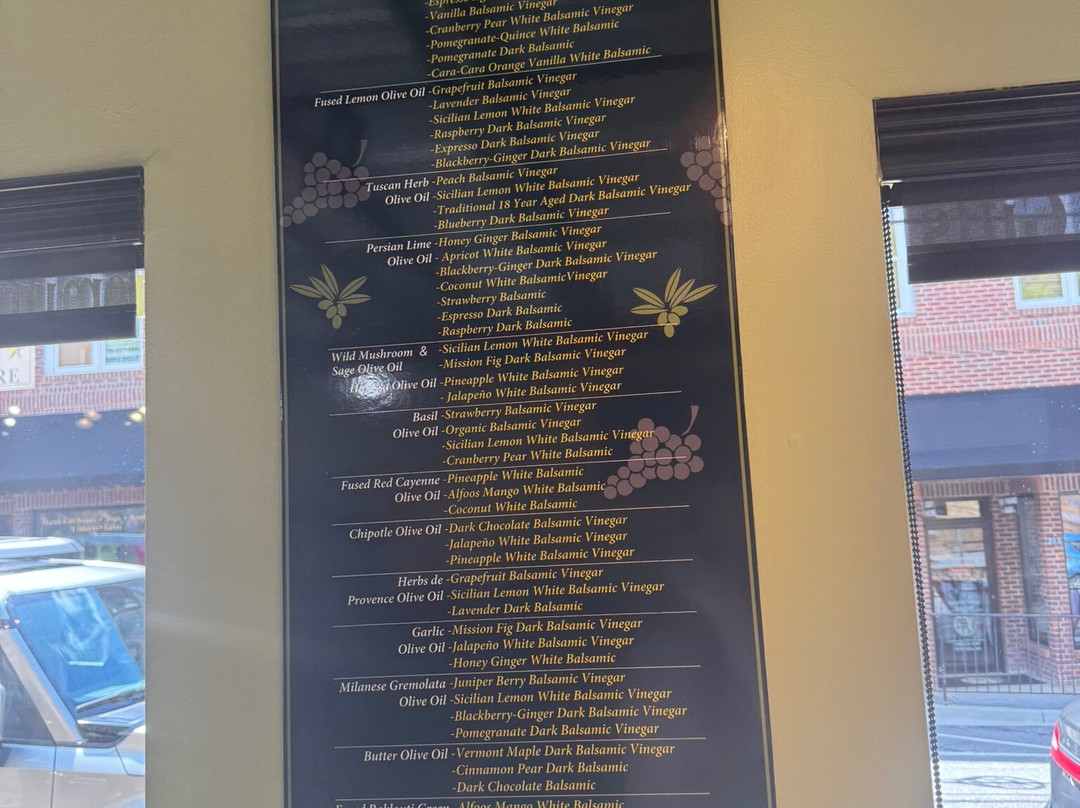 -Vanilla Balsamic Vinegar
-Cranberry Pear White Balsamic Vinegar
-Pomegranate-Quince White Balsamic
-Pomegranate Dark Balsamic
-Cara-Cara Orange Vanilla White Balsamic
Fused Lemon Olive Oil -Grapefruit Balsamic Vinegar
-Lavender Balsamic Vinegar
-Sicilian Lemon White Balsamic Vinegar
-Raspberry Dark Balsamic Vinegar
-Expresso Dark Balsamic Vinegar
-Blackberry-Ginger Dark Balsamic Vinegar
Tuscan Herb -Peach Balsamic Vinegar
Olive Oil -Sicilian Lemon White Balsamic Vinegar
-Traditional 18 Year Aged Dark Balsamic Vinegar
-Blueberry Dark Balsamic Vinegar
Persian Lime -Honey Ginger Balsamic Vinegar
Olive Oil - Apricot White Balsamic Vinegar
-Blackberry-Ginger Dark Balsamic Vinegar
-Coconut White BalsamicVinegar
-Strawberry Balsamic
-Espresso Dark Balsamic
-Raspberry Dark Balsamic
Wild Mushroom & -Sicilian Lemon White Balsamic Vinegar
Sage Olive Oil -Mission Fig Dark Balsamic Vinegar
Olive Oil -Pineapple White Balsamic Vinegar
- Jalapeño White Balsamic Vinegar
Basil -Strawberry Balsamic Vinegar
Olive Oil -Organic Balsamic Vinegar
-Sicilian Lemon White Balsamic Vinegar
-Cranberry Pear White Balsamic
Fused Red Cayenne -Pineapple White Balsamic
Olive Oil -Alfoos Mango White Balsamic
-Coconut White Balsamic
Chipotle Olive Oil -Dark Chocolate Balsamic Vinegar
-Jalapeño White Balsamic Vinegar
-Pineapple White Balsamic Vinegar
Herbs de -Grapefruit Balsamic Vinegar
Provence Olive Oil -Sicilian Lemon White Balsamic Vinegar
-Lavender Dark Balsamic
Garlic -Mission Fig Dark Balsamic Vinegar
Olive Oil -Jalapeño White Balsamic Vinegar
-Honey Ginger White Balsamic
Milanese Gremolata -Juniper Berry Balsamic Vinegar
Olive Oil -Sicilian Lemon White Balsamic Vinegar
-Blackberry-Ginger Dark Balsamic Vinegar
-Pomegranate Dark Balsamic Vinegar
Butter Olive Oil -Vermont Maple Dark Balsamic Vinegar
-Cinnamon Pear Dark Balsamic
-Dark Chocolate Balsamic
-Alfoos Mango White Balsamic